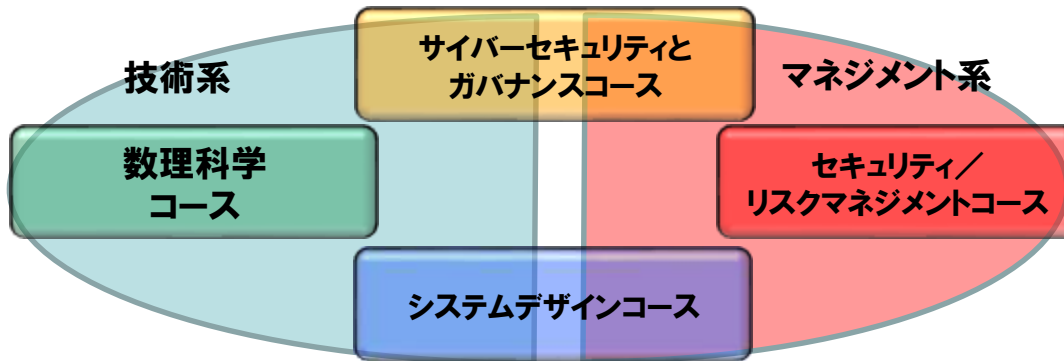 サイバーセキュリティと
ガバナンスコース
技術系
マネジメント系
数理科学
コース
セキュリティ／
リスクマネジメントコース
システムデザインコース